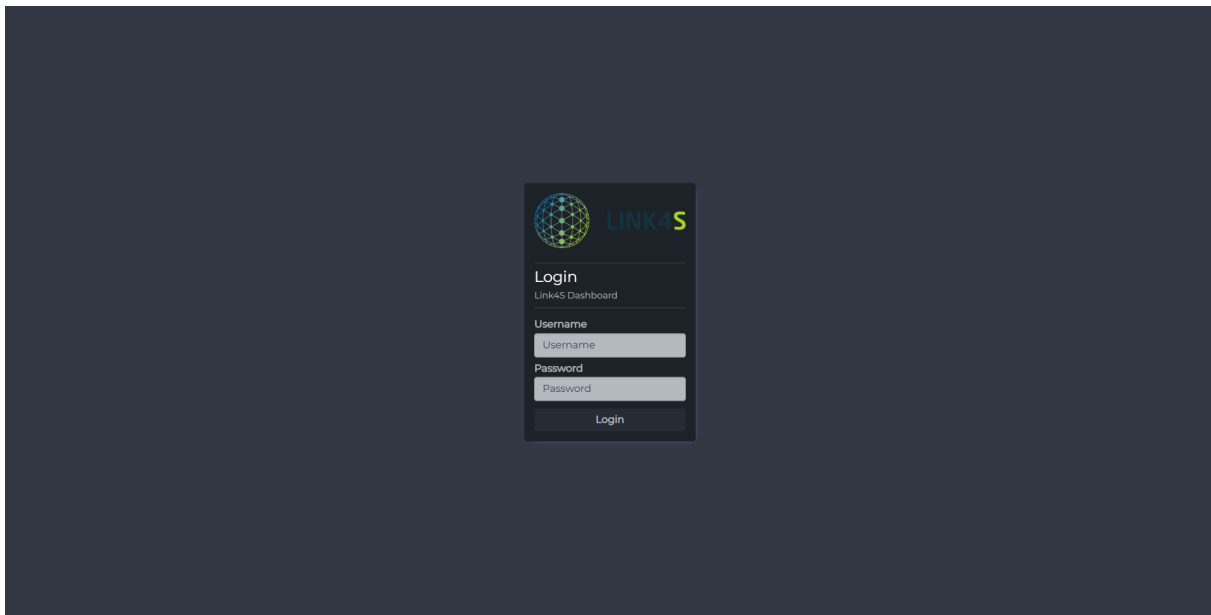 LINK4S
Login
Link4S Dashboard
Username
Username
Password
Password
Login